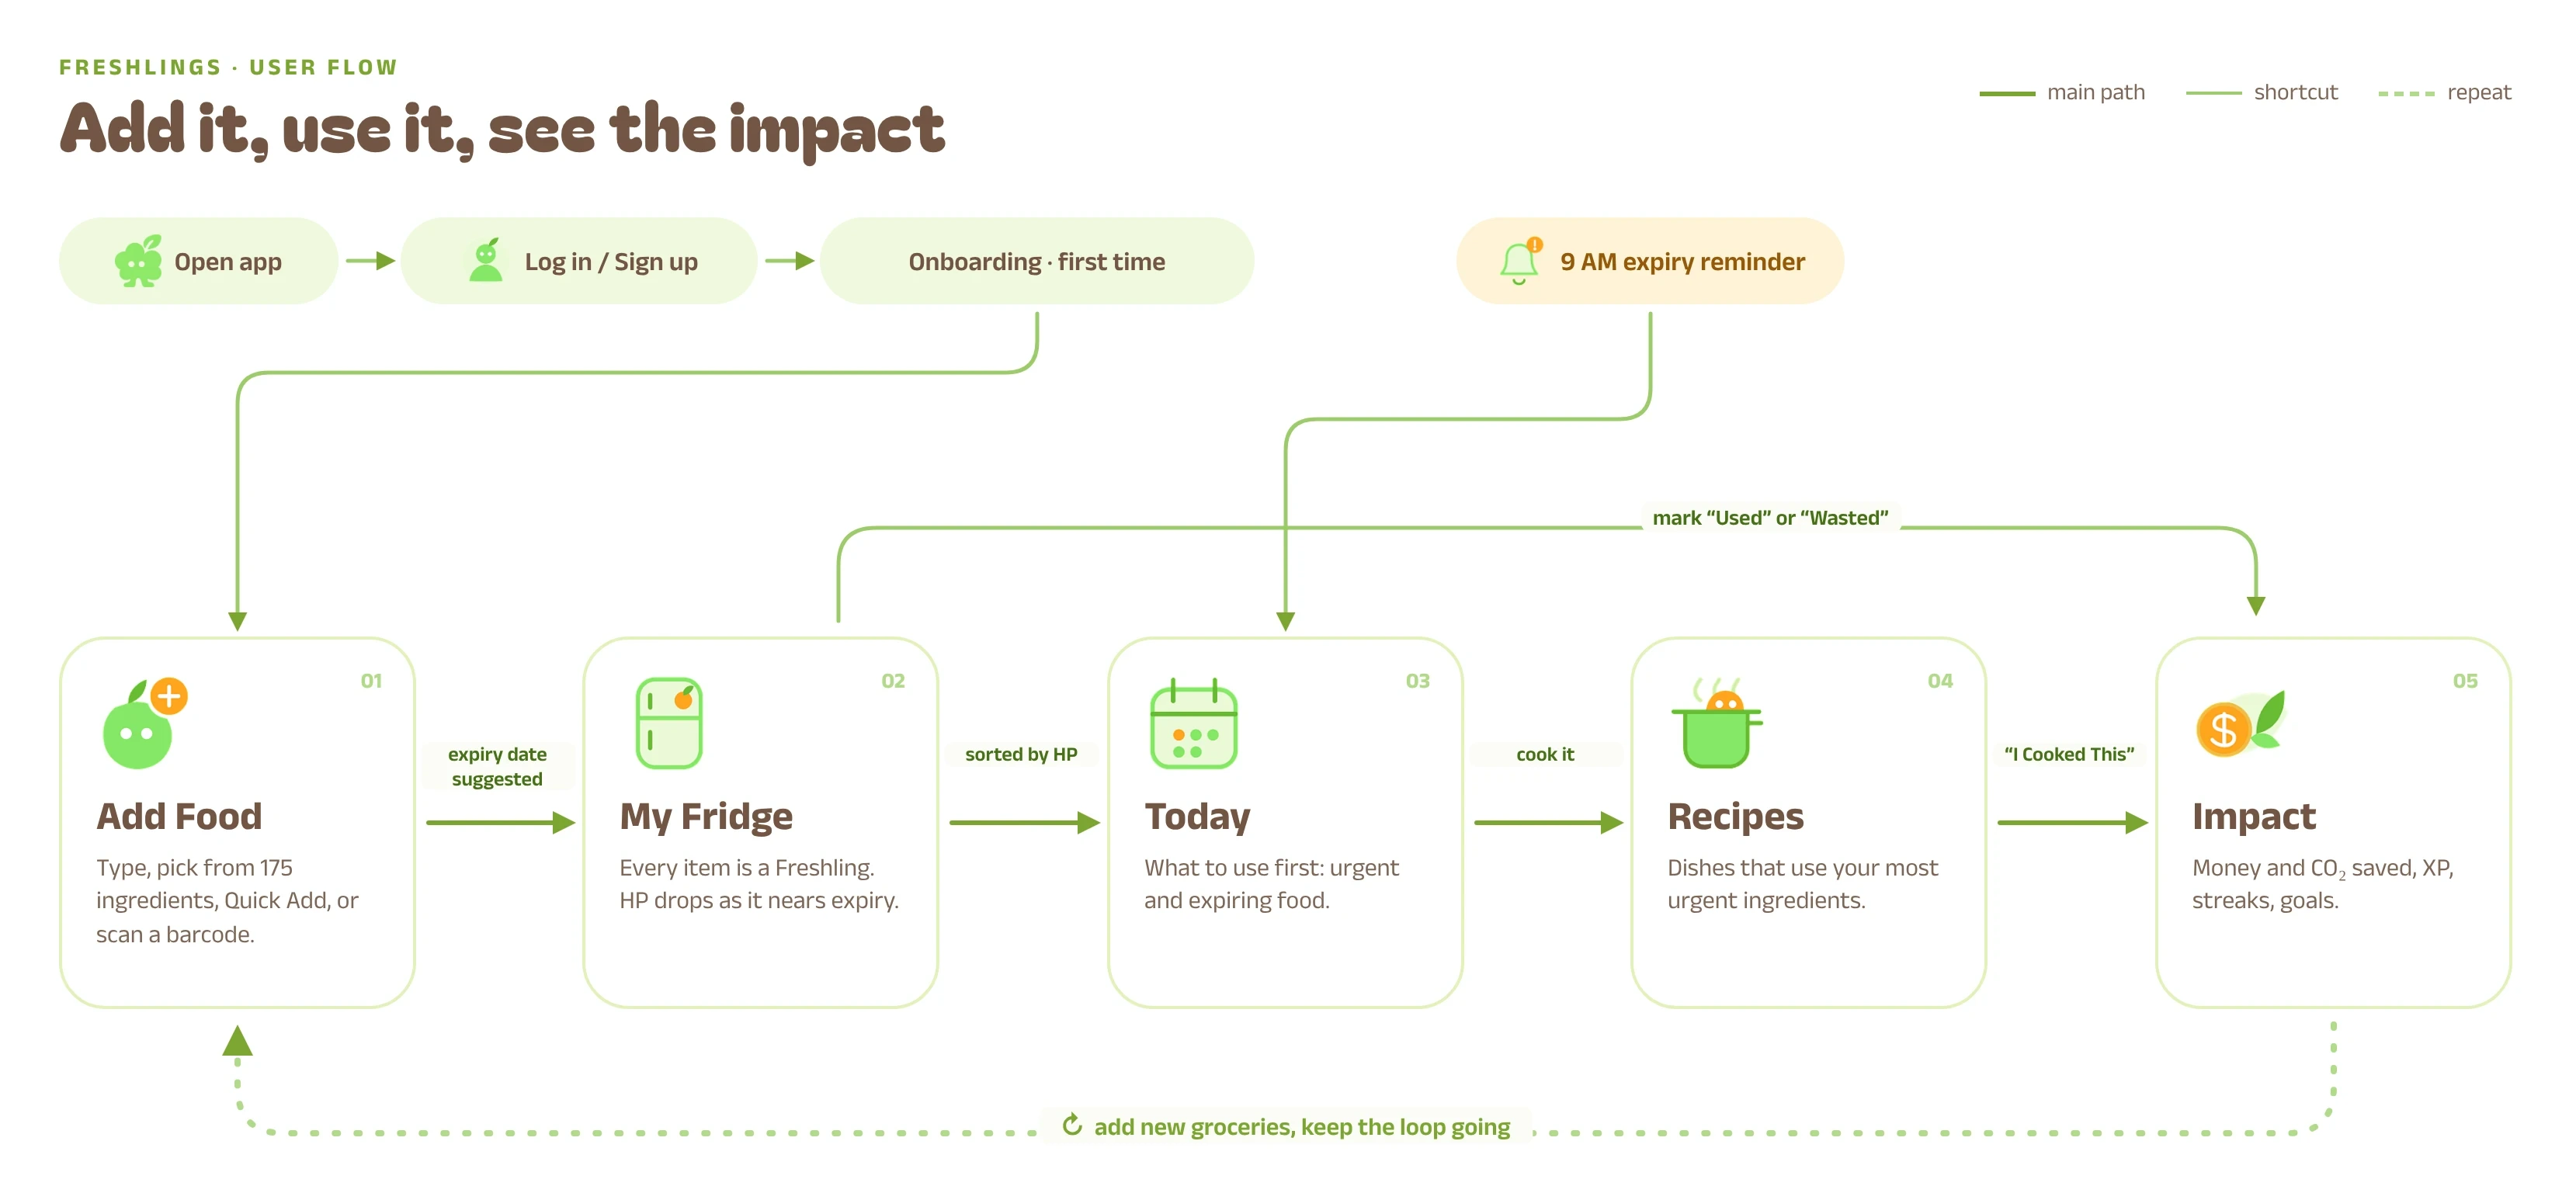 FRESHLINGS · USER FLOW
Add it, use it, see the impact
main path
shortcut
repeat
Open app
Log in / Sign up
Onboarding · first time
9 AM expiry reminder
mark “Used” or “Wasted”
01
Add Food
Type, pick from 175
ingredients, Quick Add, or
scan a barcode.
expiry date
suggested
02
My Fridge
Every item is a Freshling.
HP drops as it nears expiry.
sorted by HP
03
Today
What to use first: urgent
and expiring food.
cook it
04
Recipes
Dishes that use your most
urgent ingredients.
“I Cooked This”
05
$
Impact
Money and CO₂ saved, XP,
streaks, goals.
↻ add new groceries, keep the loop going